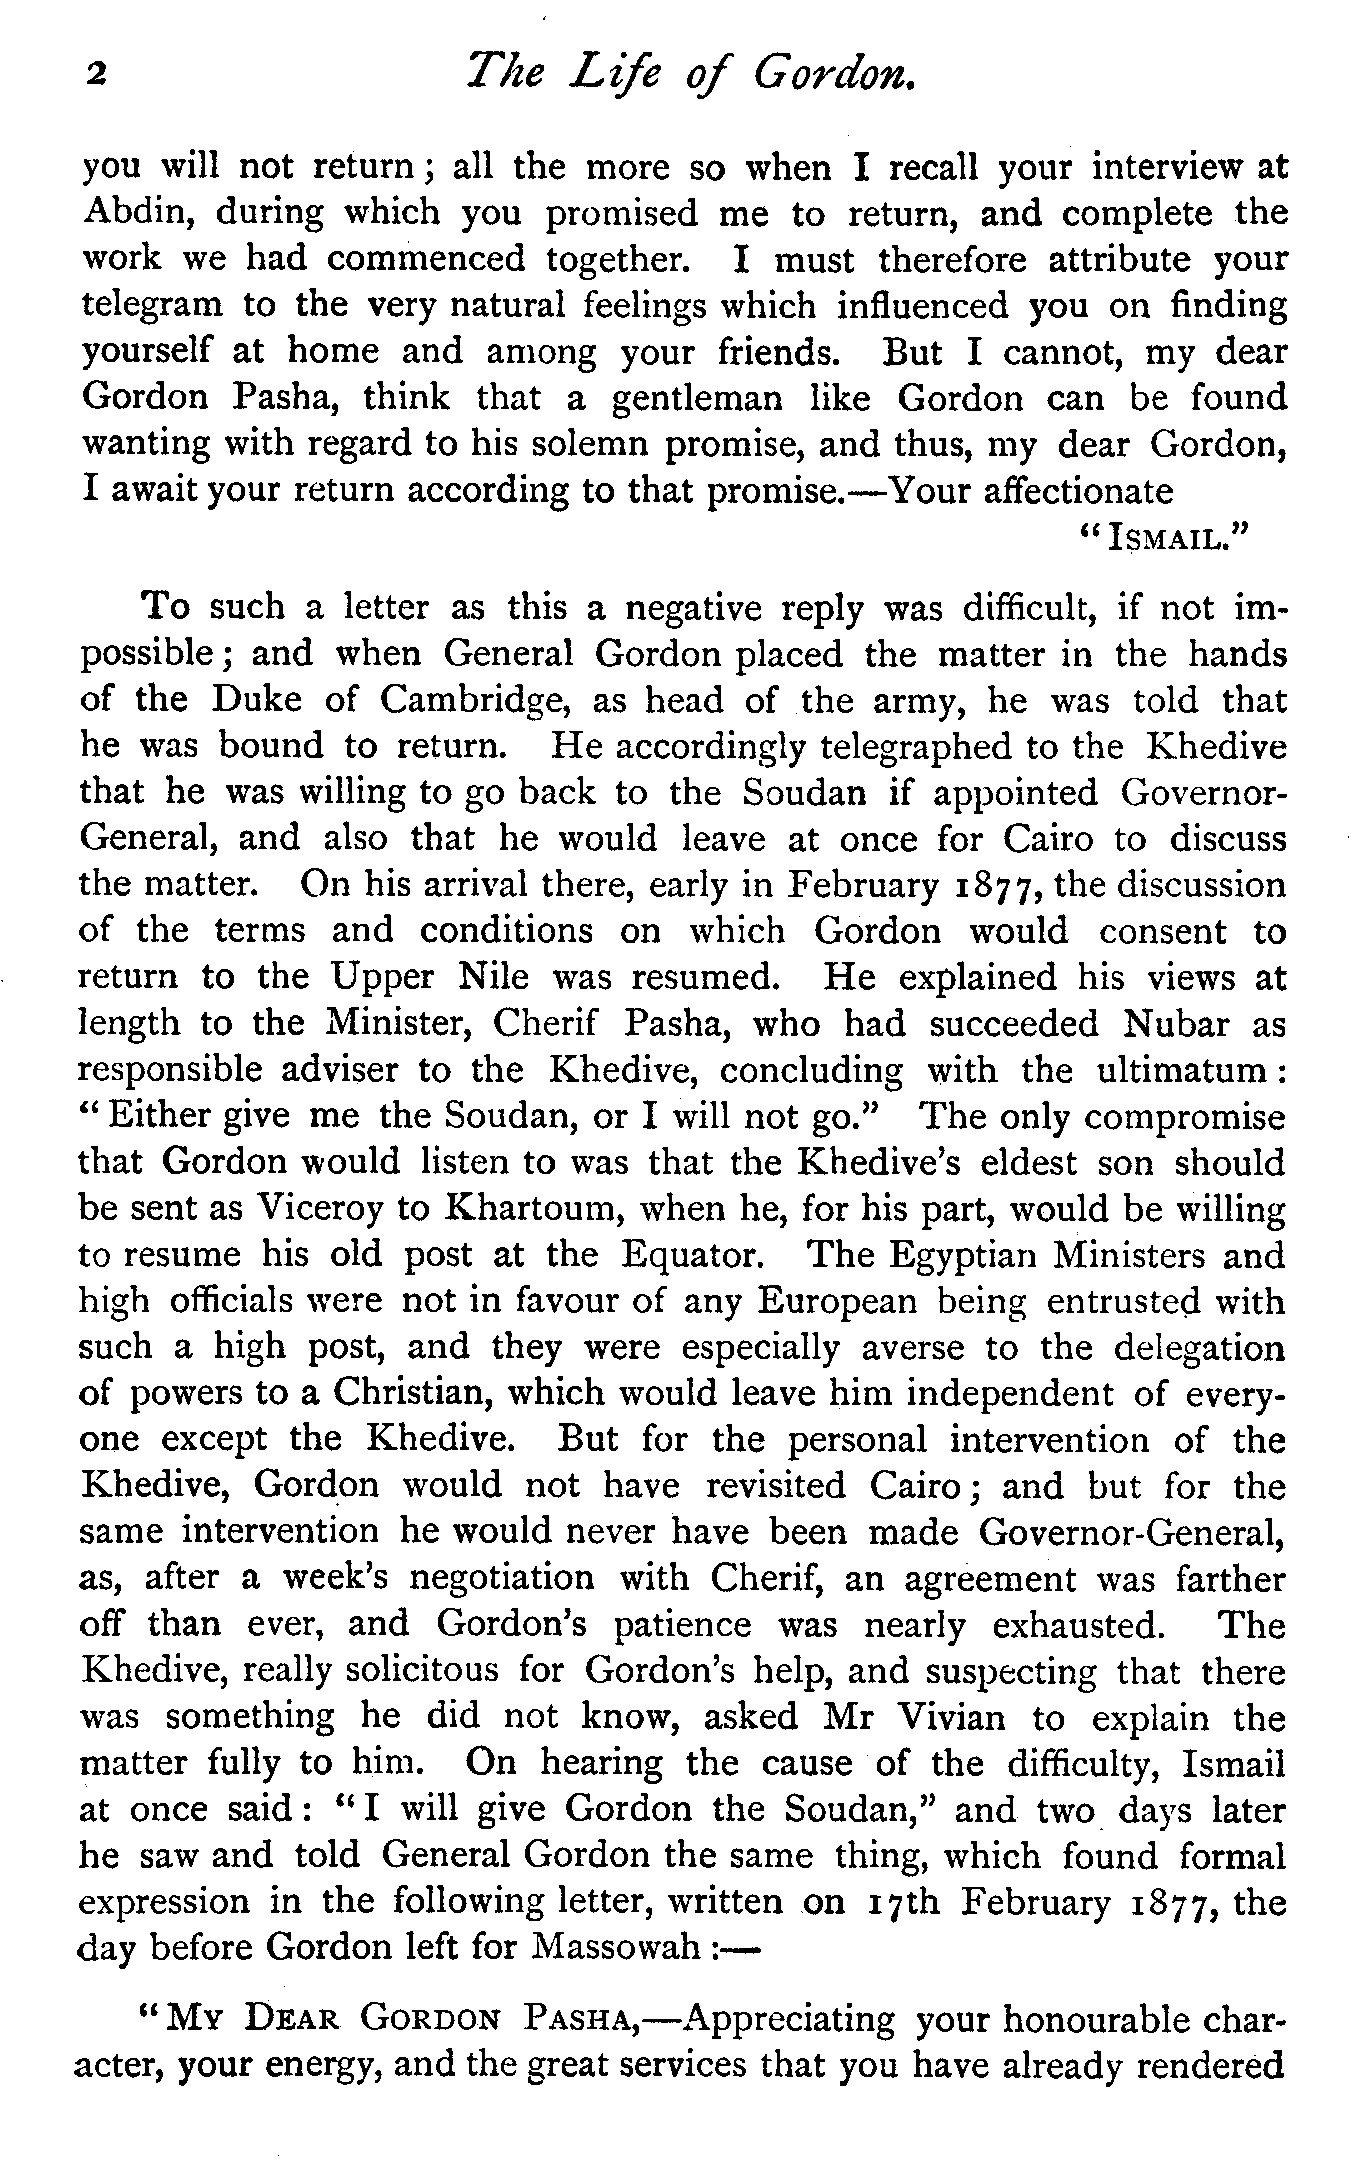 2 The Life of Gordon.
you will not return; all the more so when I recall your interview at
Abdin, during which you promised me to return, and complete the
work we had commenced together. I must therefore attribute your
telegram to the very natural feelings which influenced you on finding
yourself at home and among your friends. But I cannot, my dear
Gordon Pasha, think that a gentleman like Gordon can be found
wanting with regard to his solemn promise, and thus, my dear Gordon,
I await your return according to that promise.—Your affectionate
"ISMAIL."
To such a letter as this a negative reply was difficult, if not im-
possible; and when General Gordon placed the matter in the hands
of the Duke of Cambridge, as head of the army, he was told that
he was bound to return. He accordingly telegraphed to the Khedive
that he was willing to go back to the Soudan if appointed Governor-
General, and also that he would leave at once for Cairo to discuss
the matter. On his arrival there, early in February 1877, the discussion
of the terms and conditions on which Gordon would consent to
return to the Upper Nile was resumed. He explained his views at
length to the Minister, Cherif Pasha, who had succeeded Nubar as
responsible adviser to the Khedive, concluding with the ultimatum:
"Either give me the Soudan, or I will not go." The only compromise
that Gordon would listen to was that the Khedive's eldest son should
be sent as Viceroy to Khartoum, when he, for his part, would be willing
to resume his old post at the Equator. The Egyptian Ministers and
high officials were not in favour of any European being entrusted with
such a high post, and they were especially averse to the delegation
of powers to a Christian, which would leave him independent of every-
one except the Khedive. But for the personal intervention of the
Khedive, Gordon would not have revisited Cairo; and but for the
same intervention he would never have been made Governor-General,
as, after a week's negotiation with Cherif, an agreement was farther
off than ever, and Gordon's patience was nearly exhausted. The
Khedive, really solicitous for Gordon's help, and suspecting that there
was something he did not know, asked Mr Vivian to explain the
matter fully to him. On hearing the cause of the difficulty, Ismail
at once said: "I will give Gordon the Soudan," and two days later
he saw and told General Gordon the same thing, which found formal
expression in the following letter, written on 17th February 1877, the
day before Gordon left for Massowah:—
"MY DEAR GORDON PASHA,—Appreciating your honourable char-
acter, your energy, and the great services that you have already rendered